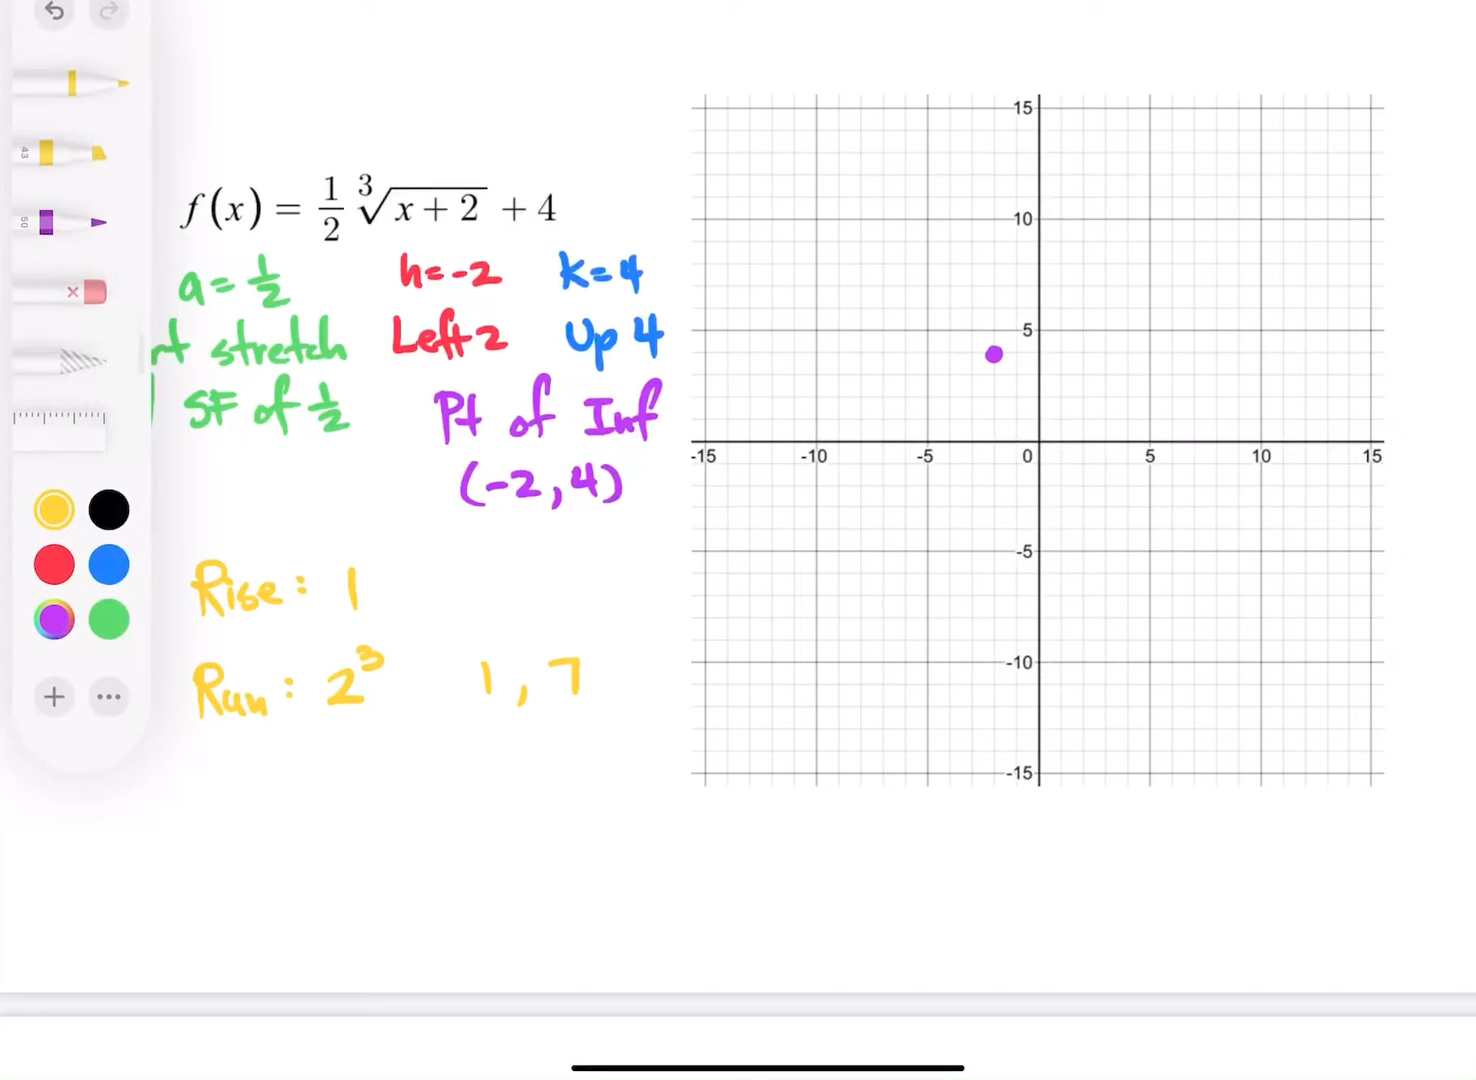 43
50
f(x) = 1/2 ∛(x + 2) + 4
a = 1/2 h = -2 k = 4
stretch Left 2 Up 4
SF of 1/2 Pt of Inf
(-2, 4)
Rise: 1
Run: 2³ 1, 7
15
10
5
-15 -10 -5 0 5 10 15
-5
-10
-15